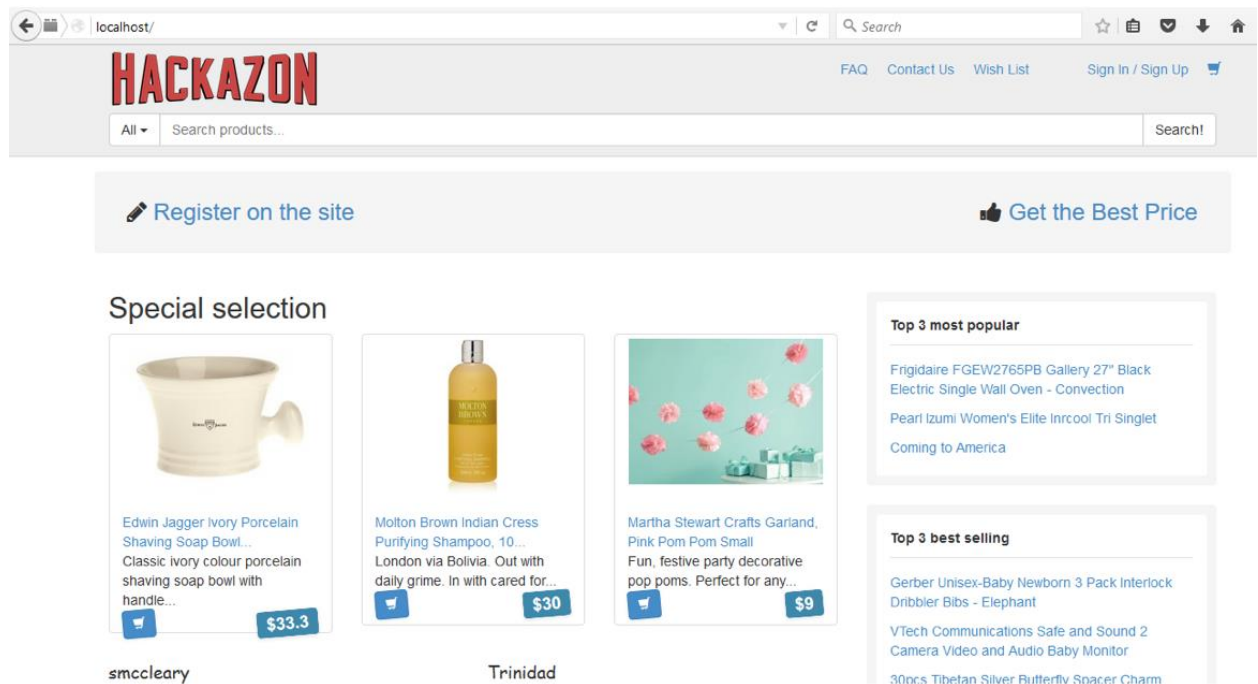 localhost/
Search
HACKAZON
FAQ Contact Us Wish List Sign In / Sign Up
All Search products... Search!
Register on the site
Get the Best Price
Special selection
Edwin Jagger Ivory Porcelain
Shaving Soap Bowl...
Classic ivory colour porcelain
shaving soap bowl with
handle...
$33.3
MOLTON
BROWN
Molton Brown Indian Cress
Purifying Shampoo, 10...
London via Bolivia. Out with
daily grime. In with cared for...
$30
Martha Stewart Crafts Garland,
Pink Pom Pom Small
Fun, festive party decorative
pop poms. Perfect for any...
$9
smccleary
Trinidad
Top 3 most popular
Frigidaire FGEW2765PB Gallery 27" Black
Electric Single Wall Oven - Convection
Pearl Izumi Women's Elite Inrcool Tri Singlet
Coming to America
Top 3 best selling
Gerber Unisex-Baby Newborn 3 Pack Interlock
Dribbler Bibs - Elephant
VTech Communications Safe and Sound 2
Camera Video and Audio Baby Monitor
30pcs Tibetan Silver Butterfly Spacer Charm